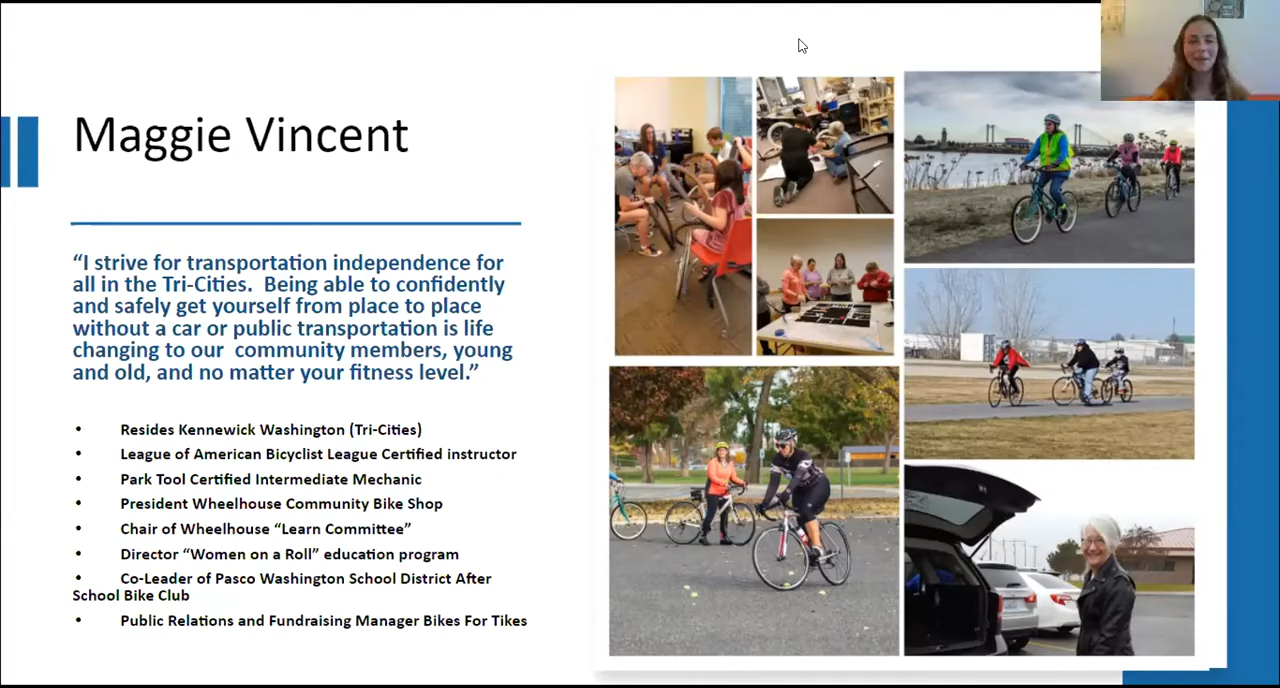 Maggie Vincent
“I strive for transportation independence for
all in the Tri-Cities.  Being able to confidently
and safely get yourself from place to place
without a car or public transportation is life
changing to our  community members, young
and old, and no matter your fitness level.”
• Resides Kennewick Washington (Tri-Cities)
• League of American Bicyclist League Certified instructor
• Park Tool Certified Intermediate Mechanic
• President Wheelhouse Community Bike Shop
• Chair of Wheelhouse “Learn Committee”
• Director “Women on a Roll” education program
• Co-Leader of Pasco Washington School District After
School Bike Club
• Public Relations and Fundraising Manager Bikes For Tikes